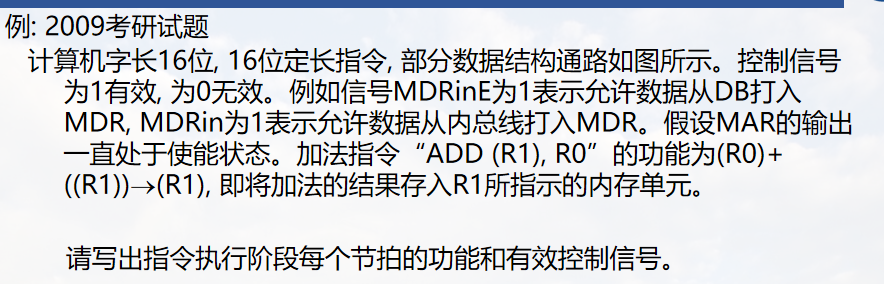 例: 2009考研试题
计算机字长16位, 16位定长指令, 部分数据结构通路如图所示。控制信号
为1有效, 为0无效。例如信号MDRinE为1表示允许数据从DB打入
MDR, MDRin为1表示允许数据从内总线打入MDR。假设MAR的输出
一直处于使能状态。加法指令“ADD (R1), R0”的功能为(R0)+
((R1))→(R1), 即将加法的结果存入R1所指示的内存单元。
请写出指令执行阶段每个节拍的功能和有效控制信号。